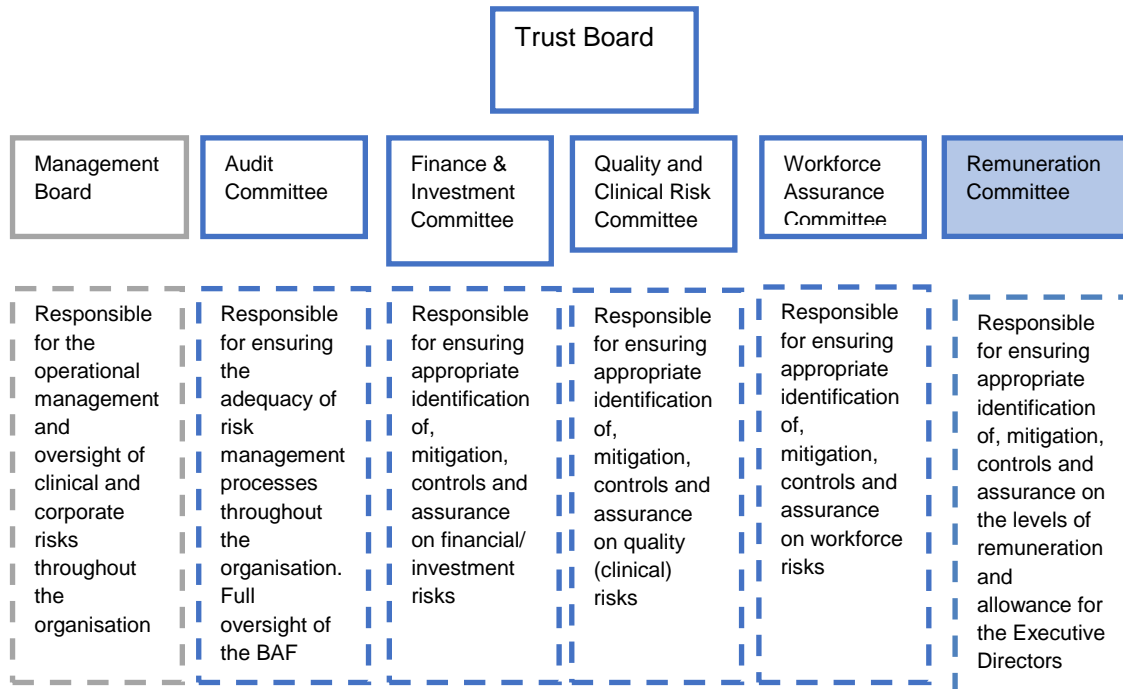 Trust Board
Management
Board
Audit
Committee
Finance &
Investment
Committee
Quality and
Clinical Risk
Committee
Workforce
Assurance
Committee
Remuneration
Committee
Responsible
for the
operational
management
and
oversight of
clinical and
corporate
risks
throughout
the
organisation
Responsible
for ensuring
the
adequacy of
risk
management
processes
throughout
the
organisation.
Full
oversight of
the BAF
Responsible
for ensuring
appropriate
identification
of,
mitigation,
controls and
assurance
on financial/
investment
risks
Responsible
for ensuring
appropriate
identification
of,
mitigation,
controls and
assurance
on quality
(clinical)
risks
Responsible
for ensuring
appropriate
identification
of,
mitigation,
controls and
assurance
on workforce
risks
Responsible
for ensuring
appropriate
identification
of, mitigation,
controls and
assurance on
the levels of
remuneration
and
allowance for
the Executive
Directors